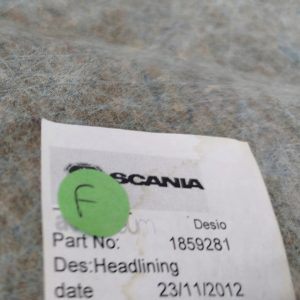 SCANIA
F
Desio
Part No: 1859281
Des:Headlining
date 23/11/2012